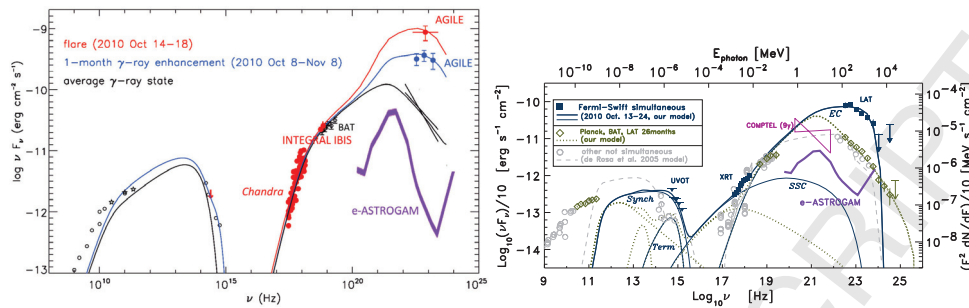 AGILE
flare (2010 Oct 14-18)
1-month γ-ray enhancement (2010 Oct 8-Nov 8)
average γ-ray state
AGILE
BAT
INTEGRAL IBIS
Chandra
e-ASTROGAM
log ν Fν (erg cm⁻² s⁻¹)
-9
-10
-11
-12
-13
10¹⁰ 10¹⁵ 10²⁰ 10²⁵
ν (Hz)
E_photon [MeV]
10⁻¹⁰ 10⁻⁸ 10⁻⁶ 10⁻⁴ 10⁻² 1 10² 10⁴
Fermi-Swift simultaneous
(2010 Oct. 13-24, our model)
Planck, BAT, LAT 26months
(our model)
other not simultaneous
(de Rosa et al. 2005 model)
LAT
EC
COMPTEL (9y)
XRT
UVOT
SSC
Synch
e-ASTROGAM
Term.
Log₁₀(νFν)/10 [erg s⁻¹ cm⁻²]
-10
-11
-12
-13
-14
10⁻⁴
10⁻⁵
10⁻⁶
10⁻⁷
10⁻⁸
(E² dN/dE)/10 [MeV s⁻¹ cm⁻²]
9 11 13 15 17 19 21 23 25
Log₁₀ν [Hz]
RIPT